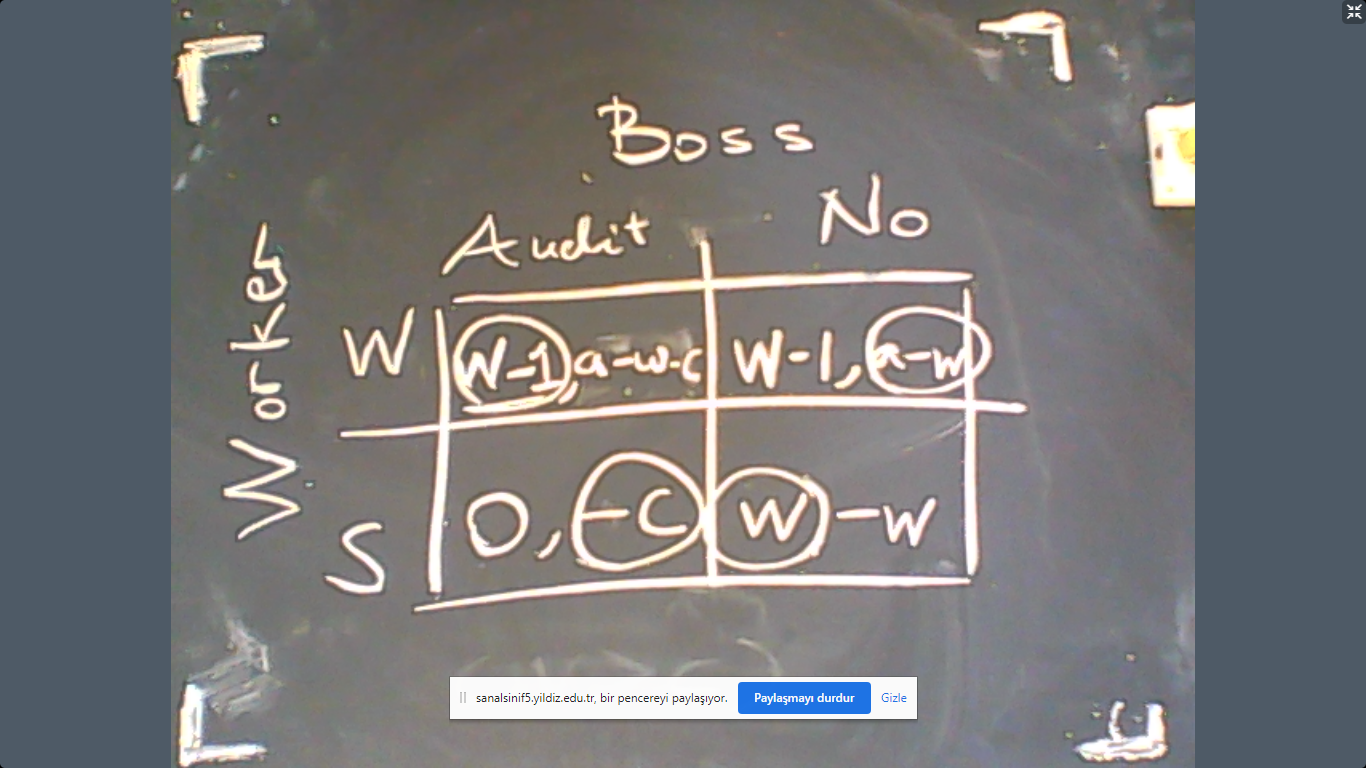 Boss
Audit No
Worker
W W-1, a-w-c W-1, a-w
S 0, -c W -w
sanalsinif5.yildiz.edu.tr, bir pencereyi paylaşıyor. Paylaşmayı durdur Gizle